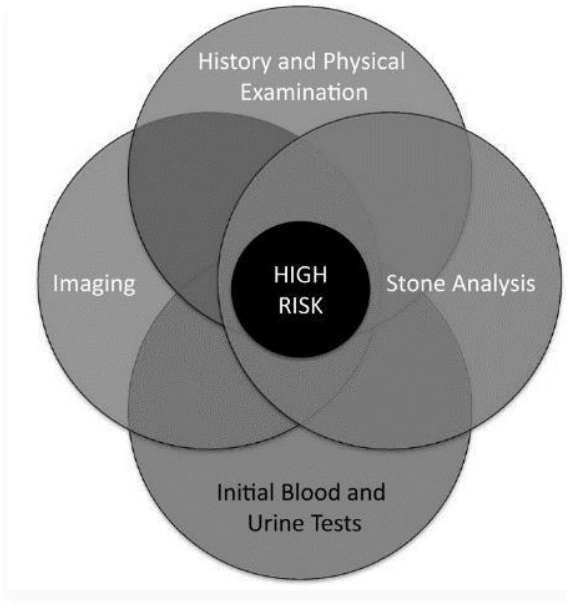 History and Physical
Examination
Imaging
HIGH
RISK
Stone Analysis
Initial Blood and
Urine Tests